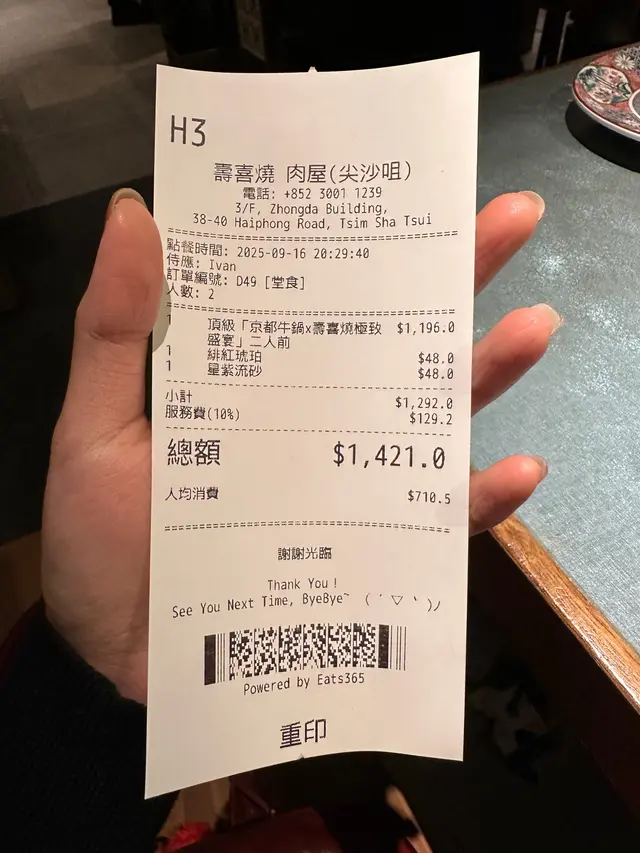 H3
壽喜燒 肉屋(尖沙咀)
電話: +852 3001 1239
3/F, Zhongda Building,
38-40 Haiphong Road, Tsim Sha Tsui
點餐時間: 2025-09-16 20:29:40
侍應: Ivan
訂單編號: D49 [堂食]
人數: 2
1 頂級「京都牛鍋x壽喜燒極致 $1,196.0
盛宴」二人前
1 緋紅琥珀 $48.0
1 星紫流砂 $48.0
小計 $1,292.0
服務費(10%) $129.2
總額 $1,421.0
人均消費 $710.5
謝謝光臨
Thank You !
See You Next Time, ByeBye~ ( ´ ▽ ` )ノ
Powered by Eats365
重印